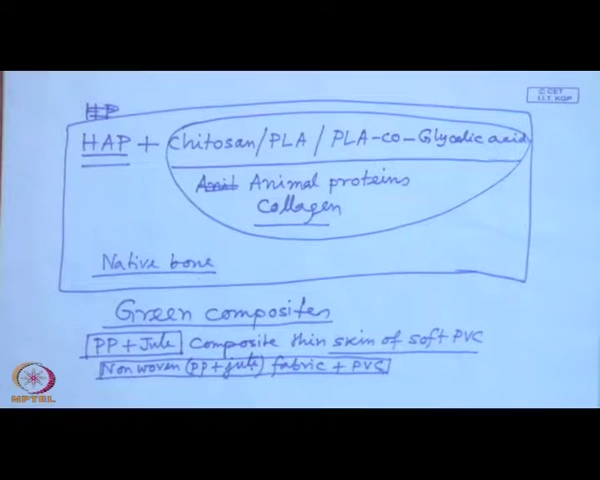 C.CET
I.I.T. KGP
HP
HAP + Chitosan/PLA / PLA-co-Glycolic acid
Animal proteins
Collagen
Native bone
Green composites
PP + Jute Composite thin skin of soft PVC
Non woven (PP + jute) fabric + PVC
NPTEL